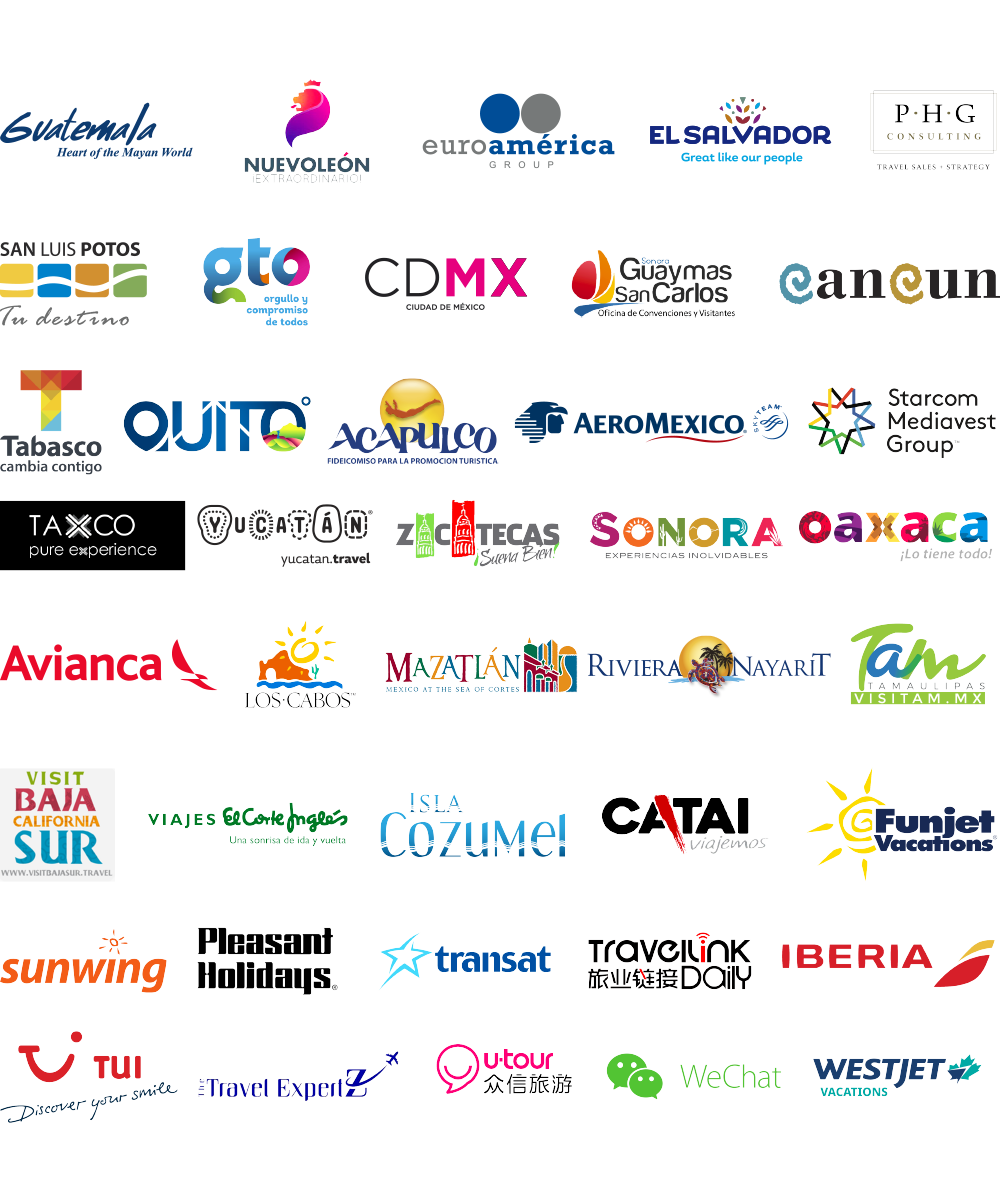 Guatemala
Heart of the Mayan World
NUEVOLEÓN
¡EXTRAORDINARIO!
euroamérica
GROUP
EL SALVADOR
Great like our people
P·H·G
CONSULTING
TRAVEL SALES + STRATEGY
SAN LUIS POTOS
Tu destino
gto
orgullo y
compromiso
de todos
CDMX
CIUDAD DE MÉXICO
Sonora
Guaymas
San Carlos
Oficina de Convenciones y Visitantes
cancun
Tabasco
cambia contigo
QUITO
ACAPULCO
FIDEICOMISO PARA LA PROMOCION TURISTICA
AEROMEXICO®
SKYTEAM
Starcom
Mediavest
Group™
TAXCO
pure experience
YUCATÁN®
yucatan.travel
ZACATECAS
¡Suena Bien!
SONORA
EXPERIENCIAS INOLVIDABLES
oaxaca
¡Lo tiene todo!
Avianca
LOS·CABOS™
MAZATLÁN
MEXICO AT THE SEA OF CORTES
RIVIERA NAYARIT
Tam
TAMAULIPAS
VISITAM.MX
VISIT
BAJA
CALIFORNIA
SUR
WWW.VISITBAJASUR.TRAVEL
VIAJES El Corte Inglés
Una sonrisa de ida y vuelta
ISLA
Cozumel
CATAI
viajemos
Funjet
Vacations®
sunwing
Pleasant
Holidays®
transat
Travellink
旅业链接 Daily
IBERIA
TUI
Discover your smile
The Travel ExpertZ
u·tour
众信旅游
WeChat
WESTJET
VACATIONS